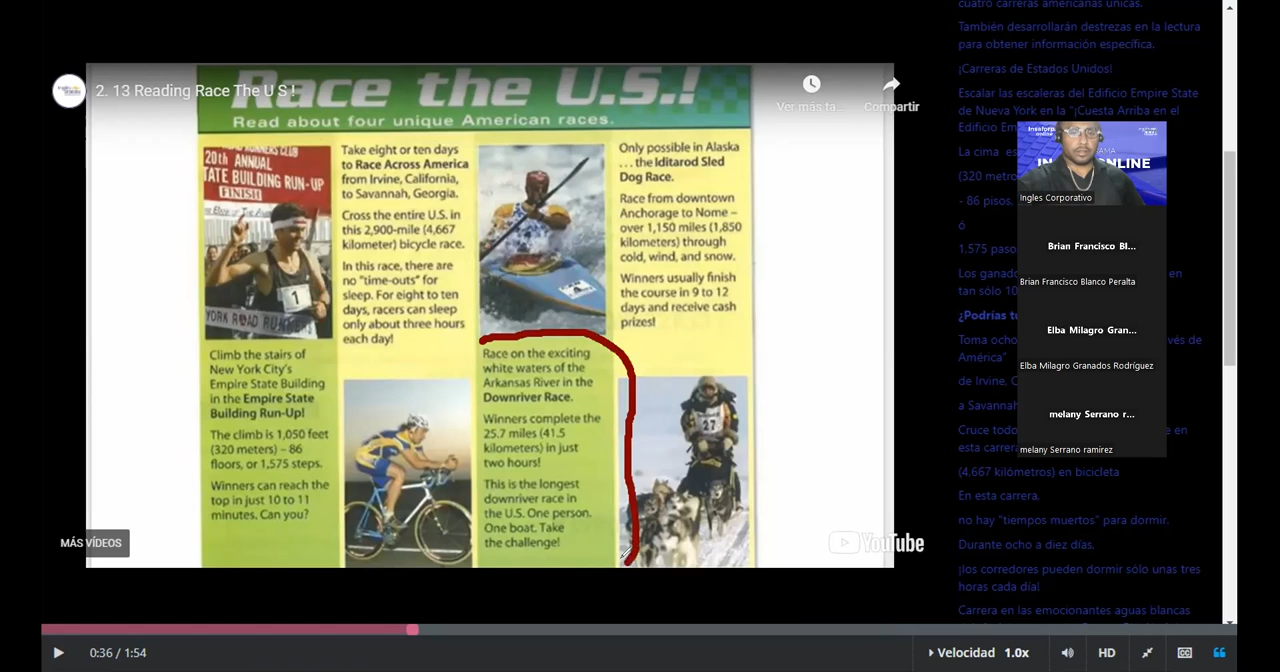 2. 13 Reading Race The U S !
Ver más ta...
Compartir
Race the U.S.!
Read about four unique American races.
20th ANNUAL
FINISH
1
Climb the stairs of
New York City's
Empire State Building
in the Empire State
Building Run-Up!
The climb is 1,050 feet
(320 meters) – 86
floors, or 1,575 steps.
Winners can reach the
top in just 10 to 11
minutes. Can you?
Take eight or ten days
to Race Across America
from Irvine, California,
to Savannah, Georgia.
Cross the entire U.S. in
this 2,900-mile (4,667
kilometer) bicycle race.
In this race, there are
no "time-outs" for
sleep. For eight to ten
days, racers can sleep
only about three hours
each day!
Race on the exciting
white waters of the
Arkansas River in the
Downriver Race.
Winners complete the
25.7 miles (41.5
kilometers) in just
two hours!
This is the longest
downriver race in
the U.S. One person.
One boat. Take
the challenge!
Only possible in Alaska
. . . the Iditarod Sled
Dog Race.
Race from downtown
Anchorage to Nome –
over 1,150 miles (1,850
kilometers) through
cold, wind, and snow.
Winners usually finish
the course in 9 to 12
days and receive cash
prizes!
27
MÁS VÍDEOS
YouTube
cuatro carreras americanas únicas.
También desarrollarán destrezas en la lectura
para obtener información específica.
¡Carreras de Estados Unidos!
Escalar las escaleras del Edificio Empire State
de Nueva York en la "¡Cuesta Arriba en el
Edificio
La cima
(320 metro
- 86 pisos.
ó
1,575 paso
Los ganado en
tan sólo 10
¿Podrías
Toma ocho de
América"
de Irvine,
a Savannah
Cruce todo en
esta carrera
(4,667 kilómetros) en bicicleta
En esta carrera,
no hay "tiempos muertos" para dormir.
Durante ocho a diez días,
¡los corredores pueden dormir sólo unas tres
horas cada día!
Carrera en las emocionantes aguas blancas
ONLINE
Ingles Corporativo
Brian Francisco Bl...
Brian Francisco Blanco Peralta
Elba Milagro Gran...
Elba Milagro Granados Rodríguez
melany Serrano r...
melany Serrano ramirez
0:36 / 1:54
Velocidad 1.0x
HD